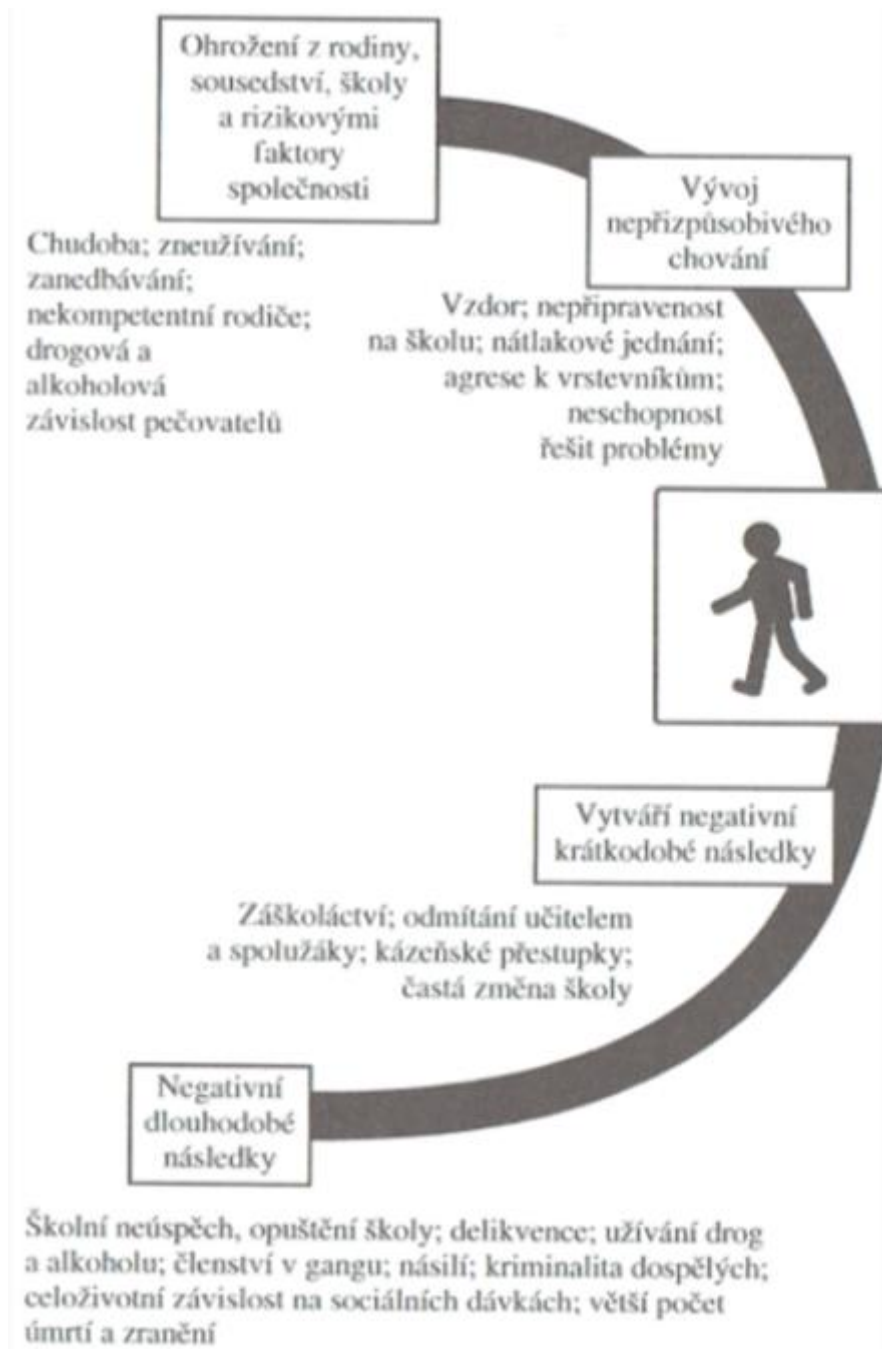 Ohrožení z rodiny,
sousedství, školy
a rizikovými
faktory
společnosti
Chudoba; zneužívání;
zanedbávání;
nekompetentní rodiče;
drogová a
alkoholová
závislost pečovatelů
Vývoj
nepřizpůsobivého
chování
Vzdor; nepřipravenost
na školu; nátlakové jednání;
agrese k vrstevníkům;
neschopnost
řešit problémy
Vytváří negativní
krátkodobé následky
Záškoláctví; odmítání učitelem
a spolužáky; kázeňské přestupky;
častá změna školy
Negativní
dlouhodobé
následky
Školní neúspěch, opuštění školy; delikvence; užívání drog
a alkoholu; členství v gangu; násilí; kriminalita dospělých;
celoživotní závislost na sociálních dávkách; větší počet
úmrtí a zranění